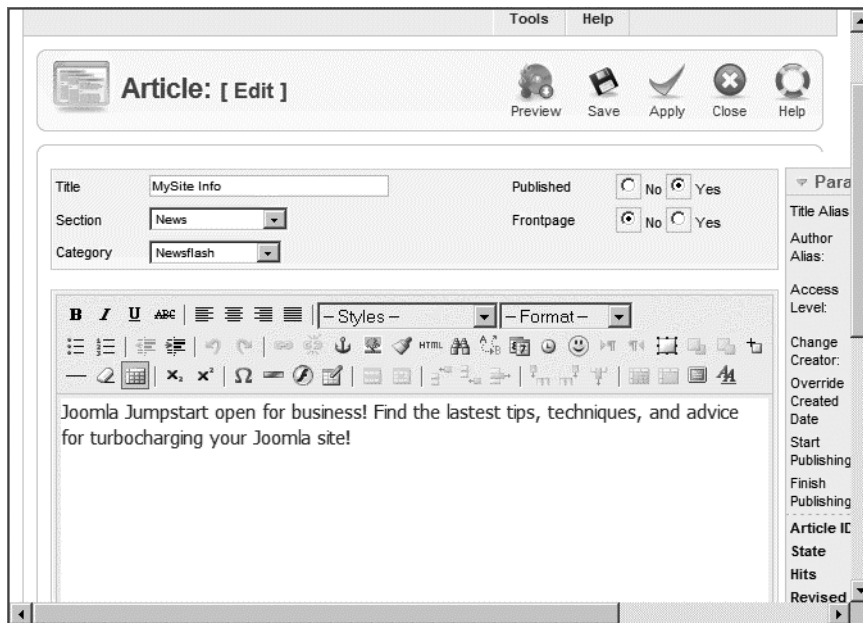 Tools Help
Article: [ Edit ]
Preview Save Apply Close Help
Title MySite Info Published No Yes
Section News Frontpage No Yes
Category Newsflash
Para
Title Alias
Author
Alias:
Access
Level:
Change
Creator:
Override
Created
Date
Start
Publishing
Finish
Publishing
Article ID
State
Hits
Revised
B I U ABC – Styles – – Format –
HTML
Joomla Jumpstart open for business! Find the lastest tips, techniques, and advice
for turbocharging your Joomla site!